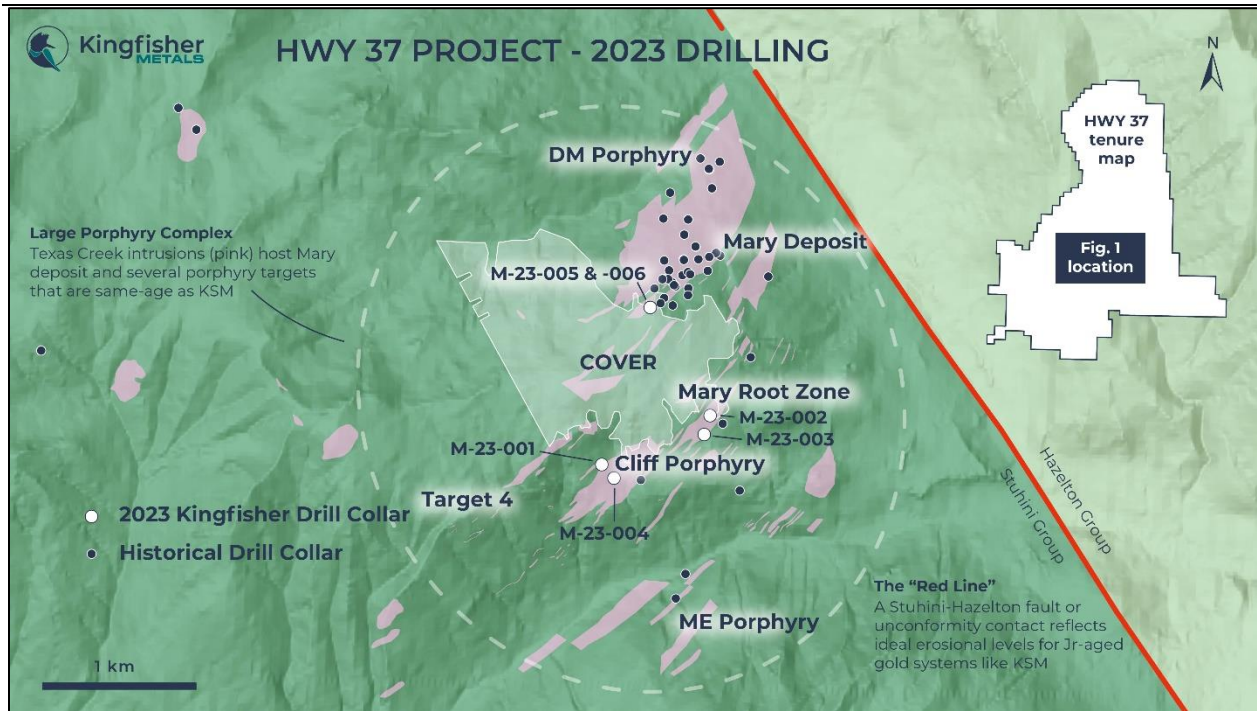 Kingfisher
METALS
HWY 37 PROJECT - 2023 DRILLING
N
HWY 37
tenure
map
Fig. 1
location
DM Porphyry
Large Porphyry Complex
Texas Creek intrusions (pink) host Mary
deposit and several porphyry targets
that are same-age as KSM
Mary Deposit
M-23-005 & -006
COVER
Mary Root Zone
M-23-002
M-23-003
M-23-001
Cliff Porphyry
Target 4
M-23-004
Hazelton Group
Stuhini Group
2023 Kingfisher Drill Collar
Historical Drill Collar
The “Red Line”
A Stuhini-Hazelton fault or
unconformity contact reflects
ideal erosional levels for Jr-aged
gold systems like KSM
ME Porphyry
1 km